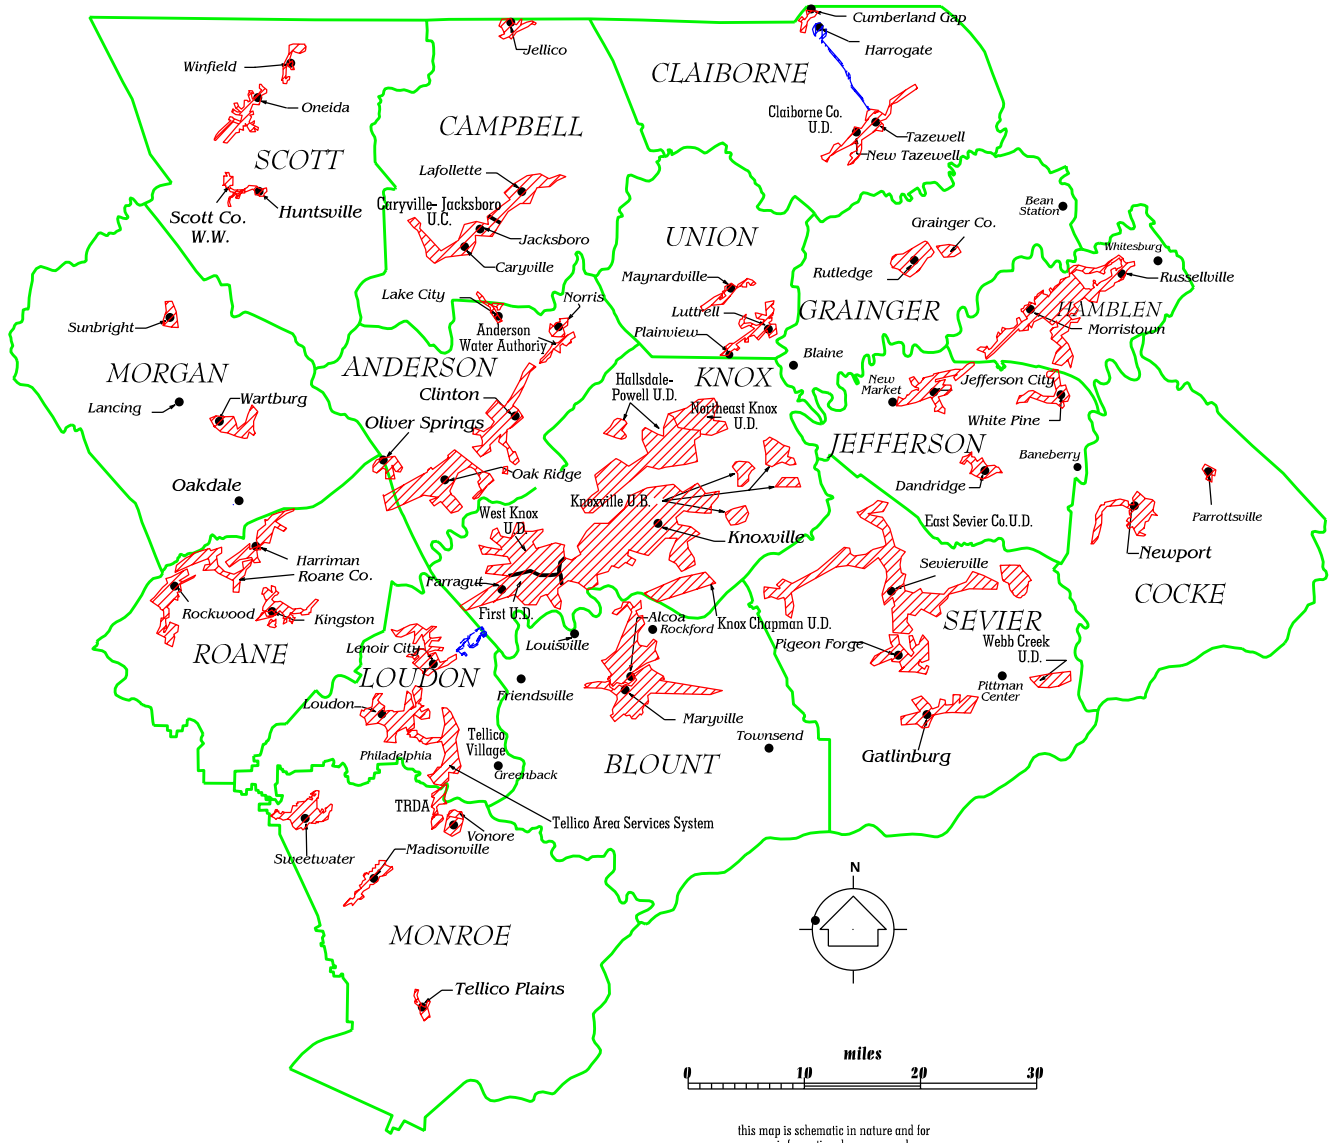 Cumberland Gap
Harrogate
Jellico
Winfield
CLAIBORNE
Oneida
Claiborne Co.
U.D.
CAMPBELL
Tazewell
New Tazewell
SCOTT
Lafollette
Caryville- Jacksboro
U.C.
Scott Co.
W.W.
Huntsville
Bean
Station
Grainger Co.
UNION
Jacksboro
Caryville
Whitesburg
Rutledge
Russellville
Maynardville
Lake City
Norris
Luttrell
GRAINGER
HAMBLEN
Sunbright
Anderson
Water Authoriy
Plainview
Morristown
Blaine
MORGAN
ANDERSON
KNOX
Hallsdale-
Powell U.D.
New
Market
Jefferson City
Lancing
Wartburg
Clinton
Northeast Knox
U.D.
White Pine
Oliver Springs
JEFFERSON
Baneberry
Oak Ridge
Dandridge
Oakdale
Knoxville U.B.
West Knox
U.D.
East Sevier Co.U.D.
Parrottsville
Knoxville
Newport
Harriman
Roane Co.
Sevierville
Farragut
COCKE
Rockwood
Kingston
First U.D.
Alcoa
Rockford
Knox Chapman U.D.
SEVIER
ROANE
Lenoir City
Louisville
Pigeon Forge
Webb Creek
U.D.
LOUDON
Friendsville
Pittman
Center
Loudon
Maryville
Tellico
Village
Townsend
Philadelphia
Greenback
BLOUNT
Gatlinburg
TRDA
Vonore
Tellico Area Services System
Sweetwater
Madisonville
N
MONROE
Tellico Plains
miles
0 10 20 30
this map is schematic in nature and for